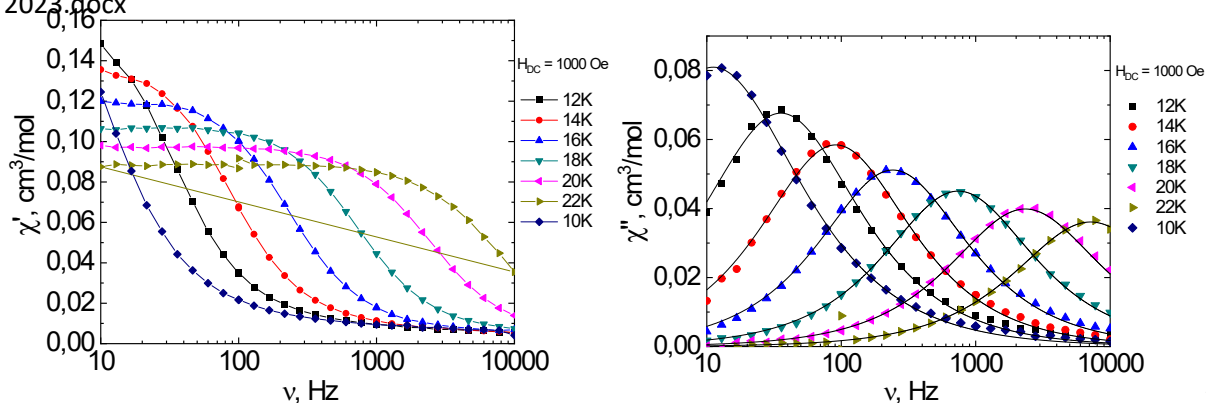 2023.docx
0,16
0,14
0,12
0,10
0,08
0,06
0,04
0,02
0,00
χ', cm3/mol
10
100
1000
10000
ν, Hz
HDC = 1000 Oe
12K
14K
16K
18K
20K
22K
10K
0,08
0,06
0,04
0,02
0,00
χ'', cm3/mol
10
100
1000
10000
ν, Hz
HDC = 1000 Oe
12K
14K
16K
18K
20K
22K
10K